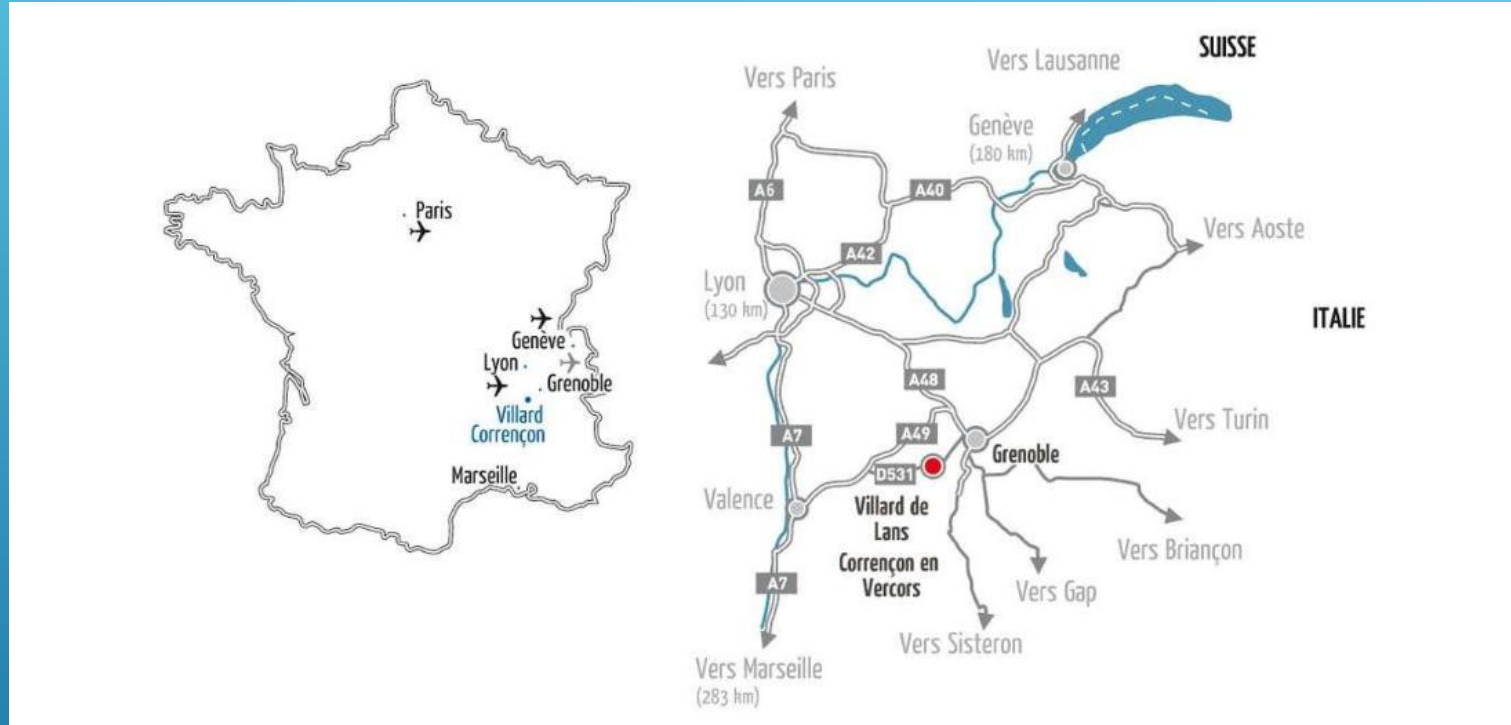 Paris
Genève
Lyon
Grenoble
Villard
Corrençon
Marseille
SUISSE
Vers Lausanne
Vers Paris
Genève
(180 km)
A6
A40
Vers Aoste
A42
Lyon
(130 km)
ITALIE
A48
A43
Vers Turin
A7
A49
Grenoble
D531
Valence
Villard de
Lans
Corrençon en
Vercors
Vers Briançon
A7
Vers Gap
Vers Sisteron
Vers Marseille
(283 km)